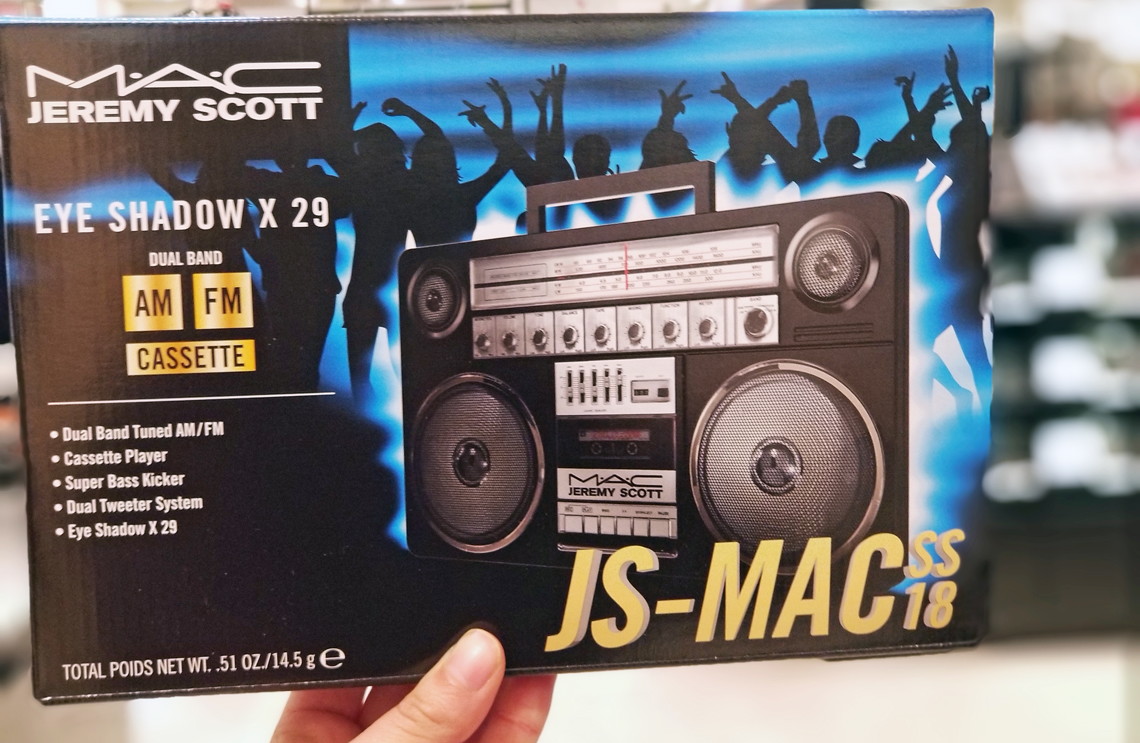 MAC
JEREMY SCOTT
EYE SHADOW X 29
DUAL BAND
AM FM
CASSETTE
• Dual Band Tuned AM/FM
• Cassette Player
• Super Bass Kicker
• Dual Tweeter System
• Eye Shadow X 29
TOTAL POIDS NET WT. .51 OZ./14.5 g ℮
MAC
JEREMY SCOTT
JS-MAC SS
18